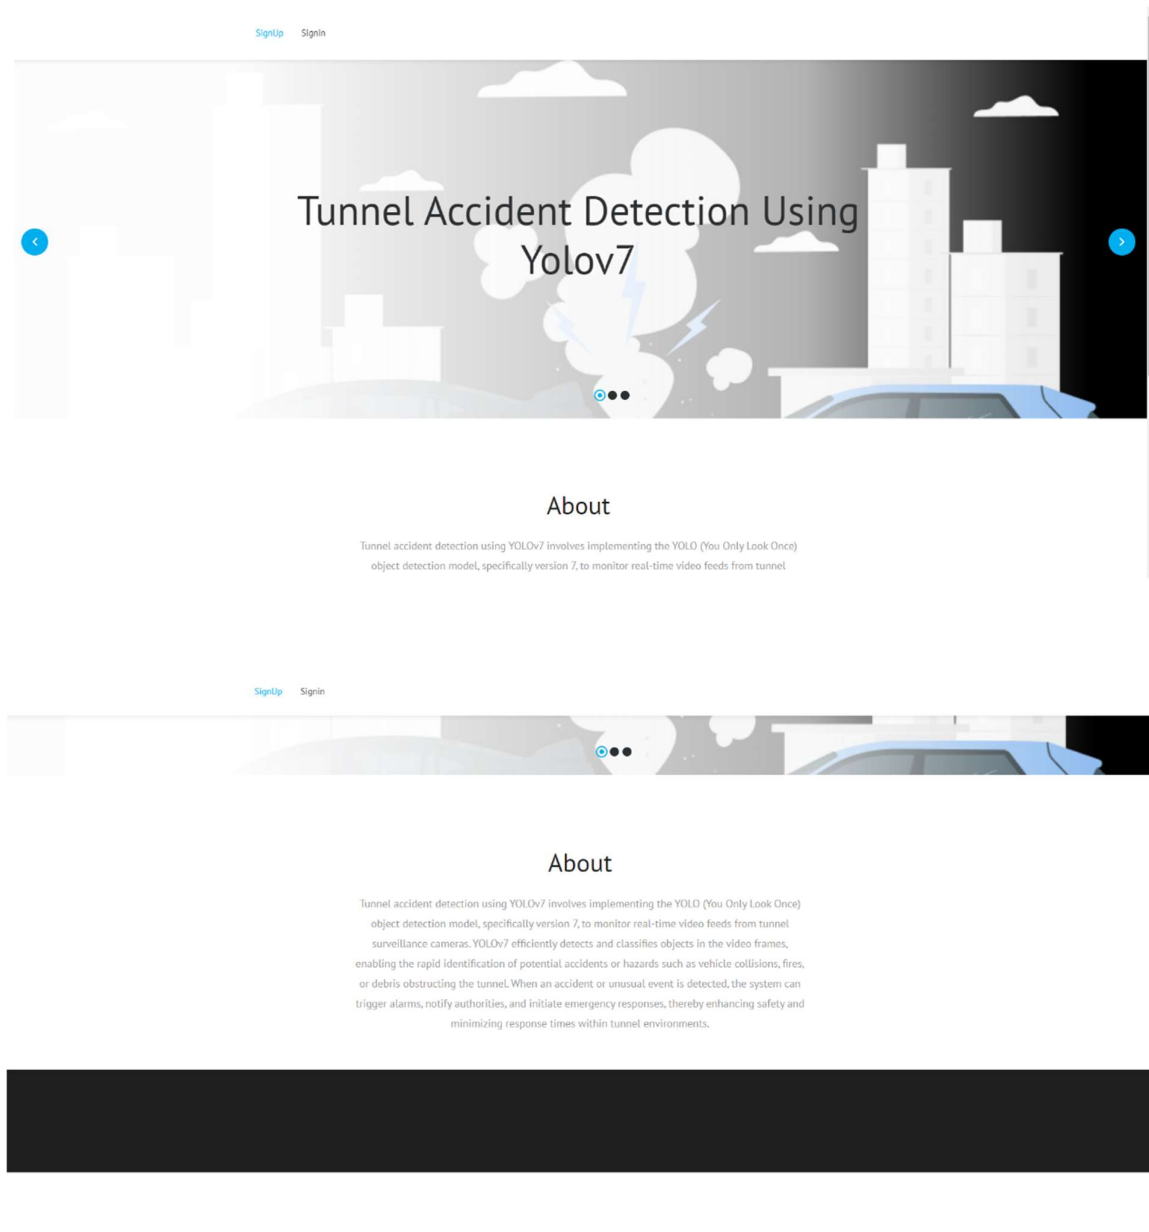 SignUp SignIn
Tunnel Accident Detection Using
Yolov7
About
Tunnel accident detection using YOLOv7 involves implementing the YOLO (You Only Look Once)
object detection model, specifically version 7, to monitor real-time video feeds from tunnel
SignUp Signin
About
Tunnel accident detection using YOLOv7 involves implementing the YOLO (You Only Look Once)
object detection model, specifically version 7, to monitor real-time video feeds from tunnel
surveillance cameras. YOLOv7 efficiently detects and classifies objects in the video frames,
enabling the rapid identification of potential accidents or hazards such as vehicle collisions, fires,
or debris obstructing the tunnel. When an accident or unusual event is detected, the system can
trigger alarms, notify authorities, and initiate emergency responses, thereby enhancing safety and
minimizing response times within tunnel environments.